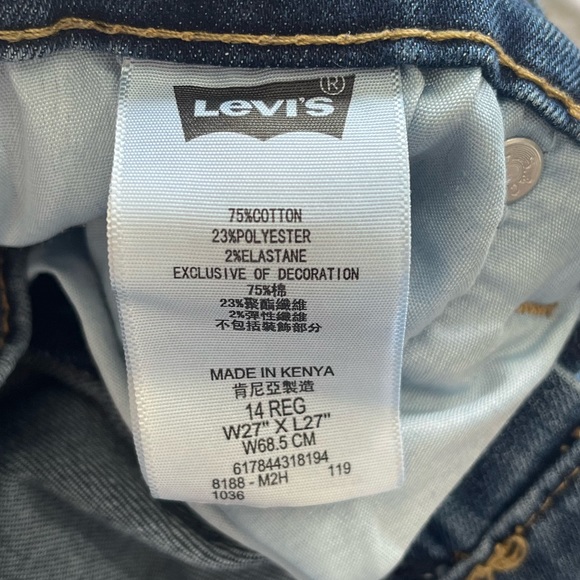 LEVI'S®
75%COTTON
23%POLYESTER
2%ELASTANE
EXCLUSIVE OF DECORATION
75%棉
23%聚酯纖維
2%彈性纖維
不包括裝飾部分
MADE IN KENYA
肯尼亞製造
14 REG
W27" X L27"
W68.5 CM
617844318194
8188 - M2H 119
1036